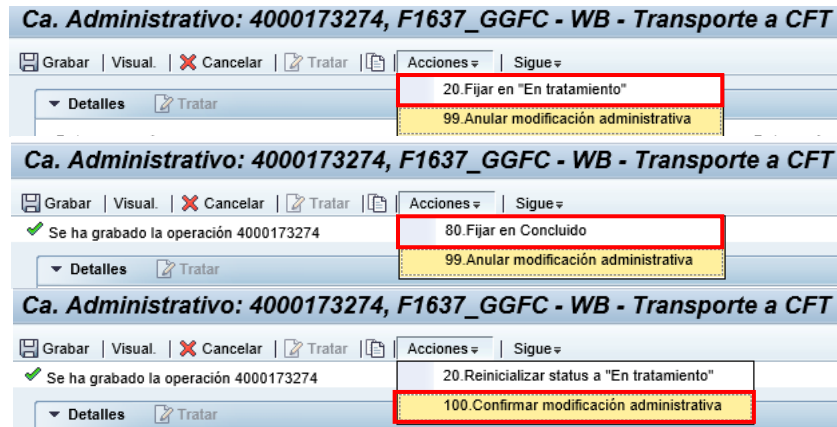 Ca. Administrativo: 4000173274, F1637_GGFC - WB - Transporte a CFT
Grabar | Visual. | Cancelar | Tratar | | Acciones | Sigue
20.Fijar en "En tratamiento"
Detalles Tratar
99.Anular modificación administrativa
Ca. Administrativo: 4000173274, F1637_GGFC - WB - Transporte a CFT
Grabar | Visual. | Cancelar | Tratar | | Acciones | Sigue
Se ha grabado la operación 4000173274
80.Fijar en Concluido
99.Anular modificación administrativa
Detalles Tratar
Ca. Administrativo: 4000173274, F1637_GGFC - WB - Transporte a CFT
Grabar | Visual. | Cancelar | Tratar | | Acciones | Sigue
Se ha grabado la operación 4000173274
20.Reinicializar status a "En tratamiento"
100.Confirmar modificación administrativa
Detalles Tratar